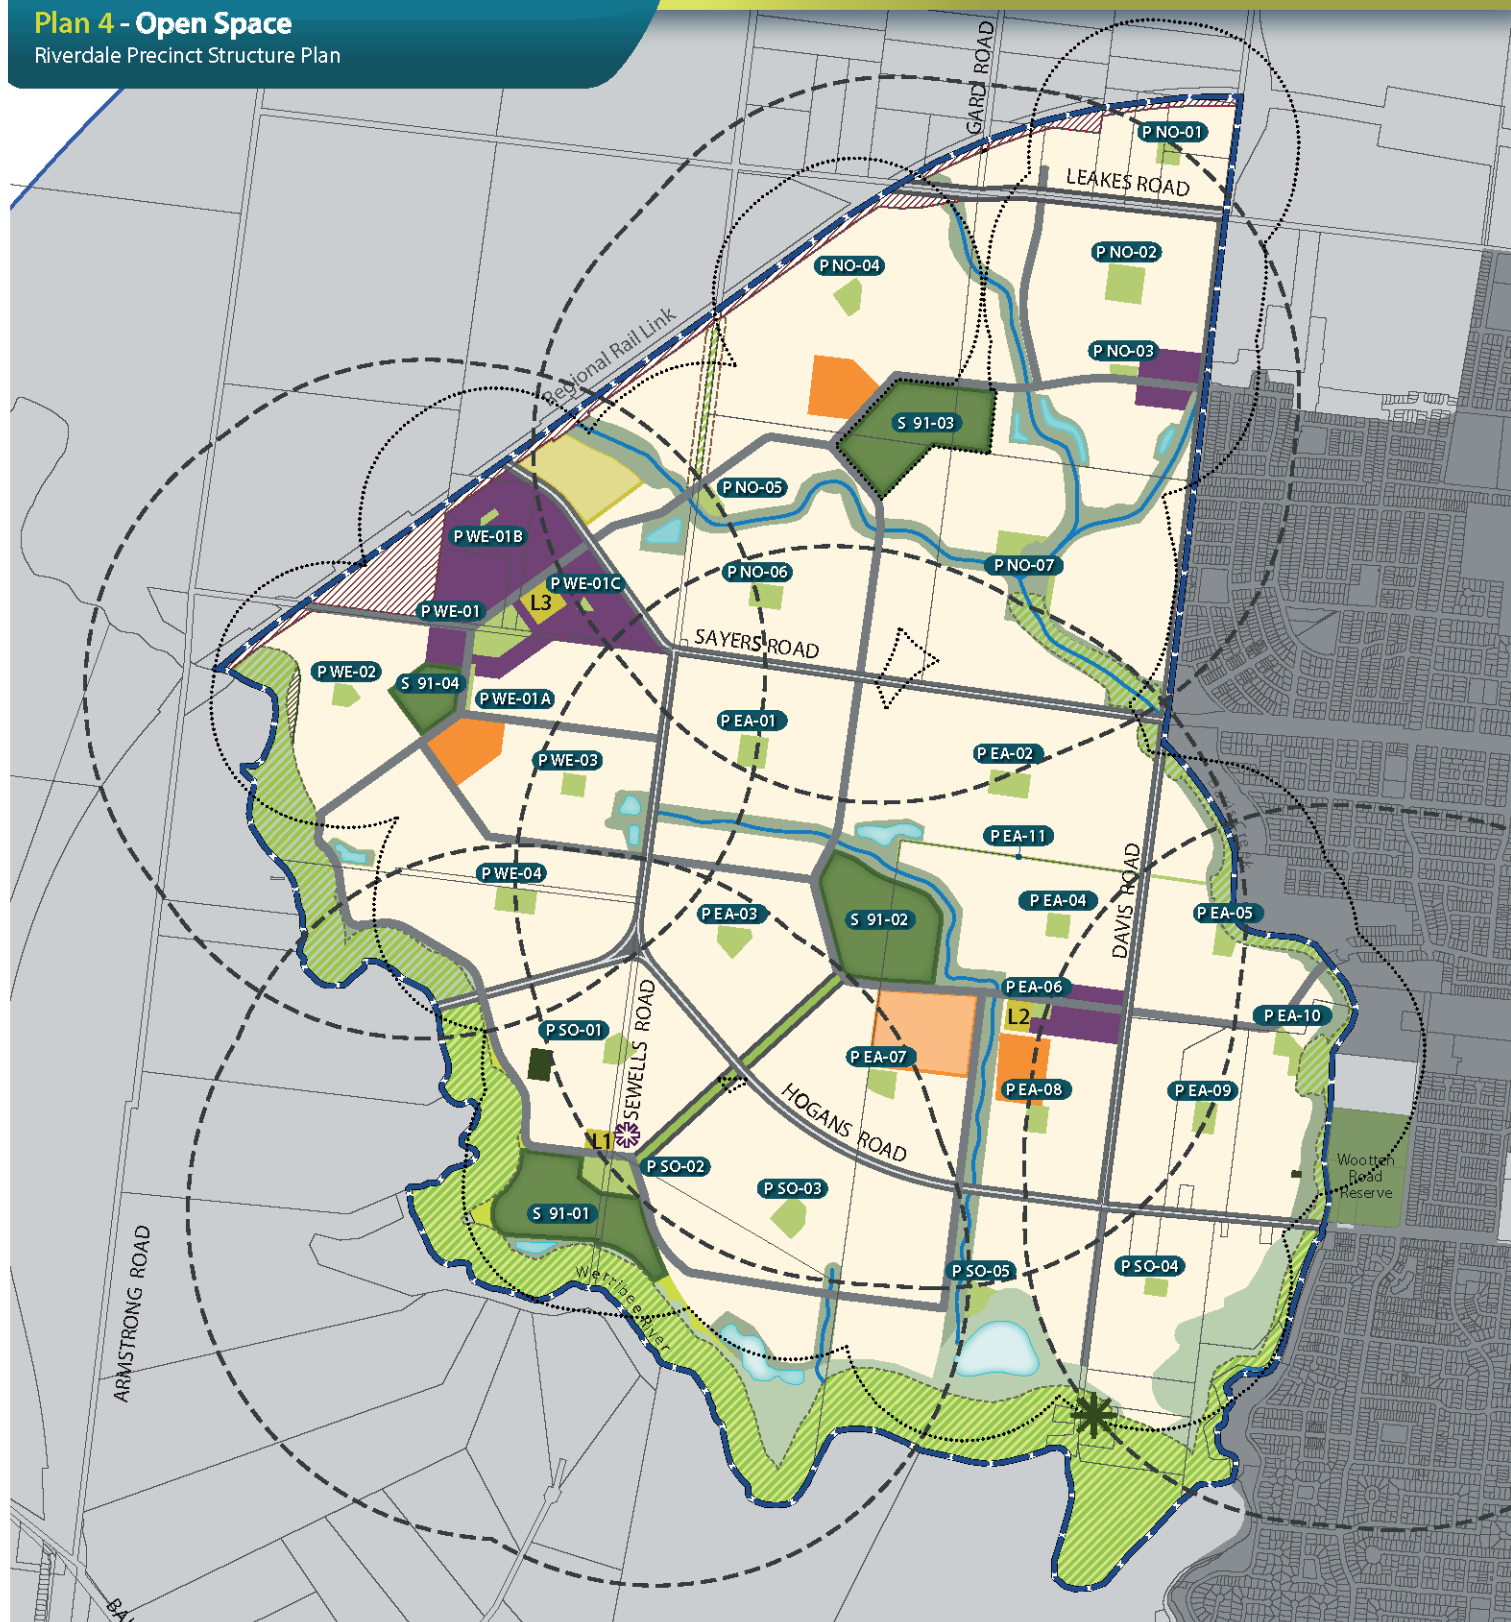 Plan 4 - Open Space
Riverdale Precinct Structure Plan
GARD ROAD
P NO-01
LEAKES ROAD
P NO-02
P NO-04
Regional Rail Link
P NO-03
S 91-03
P NO-05
P WE-01B
P NO-07
P NO-06
P WE-01C
L3
P WE-01
SAYERS ROAD
P WE-02
S 91-04
P WE-01A
P EA-01
P EA-02
P WE-03
P EA-11
DAVIS ROAD
P WE-04
P EA-04
P EA-03
P EA-05
S 91-02
P EA-06
L2
P EA-10
P SO-01
SEWELLS ROAD
P EA-07
P EA-08
P EA-09
HOGANS ROAD
L1
P SO-02
Wootten
Road
Reserve
P SO-03
S 91-01
P SO-05
P SO-04
Werribee River
ARMSTRONG ROAD